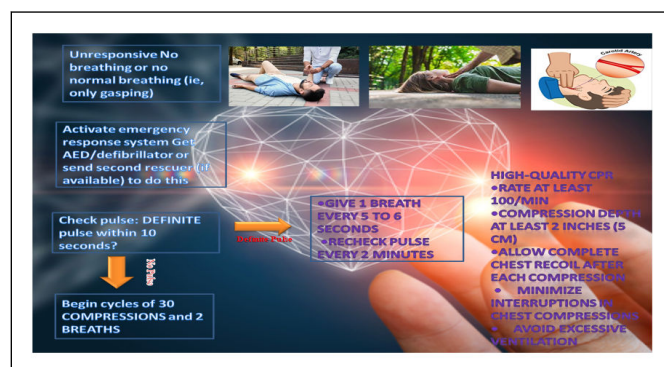 Unresponsive No
breathing or no
normal breathing (ie,
only gasping)
Carotid Artery
Activate emergency
response system Get
AED/defibrillator or
send second rescuer (if
available) to do this
Check pulse: DEFINITE
pulse within 10
seconds?
Definite Pulse
•GIVE 1 BREATH
EVERY 5 TO 6
SECONDS
•RECHECK PULSE
EVERY 2 MINUTES
No Pulse
Begin cycles of 30
COMPRESSIONS and 2
BREATHS
HIGH-QUALITY CPR
•RATE AT LEAST
100/MIN
•COMPRESSION DEPTH
AT LEAST 2 INCHES (5
CM)
•ALLOW COMPLETE
CHEST RECOIL AFTER
EACH COMPRESSION
• MINIMIZE
INTERRUPTIONS IN
CHEST COMPRESSIONS
• AVOID EXCESSIVE
VENTILATION